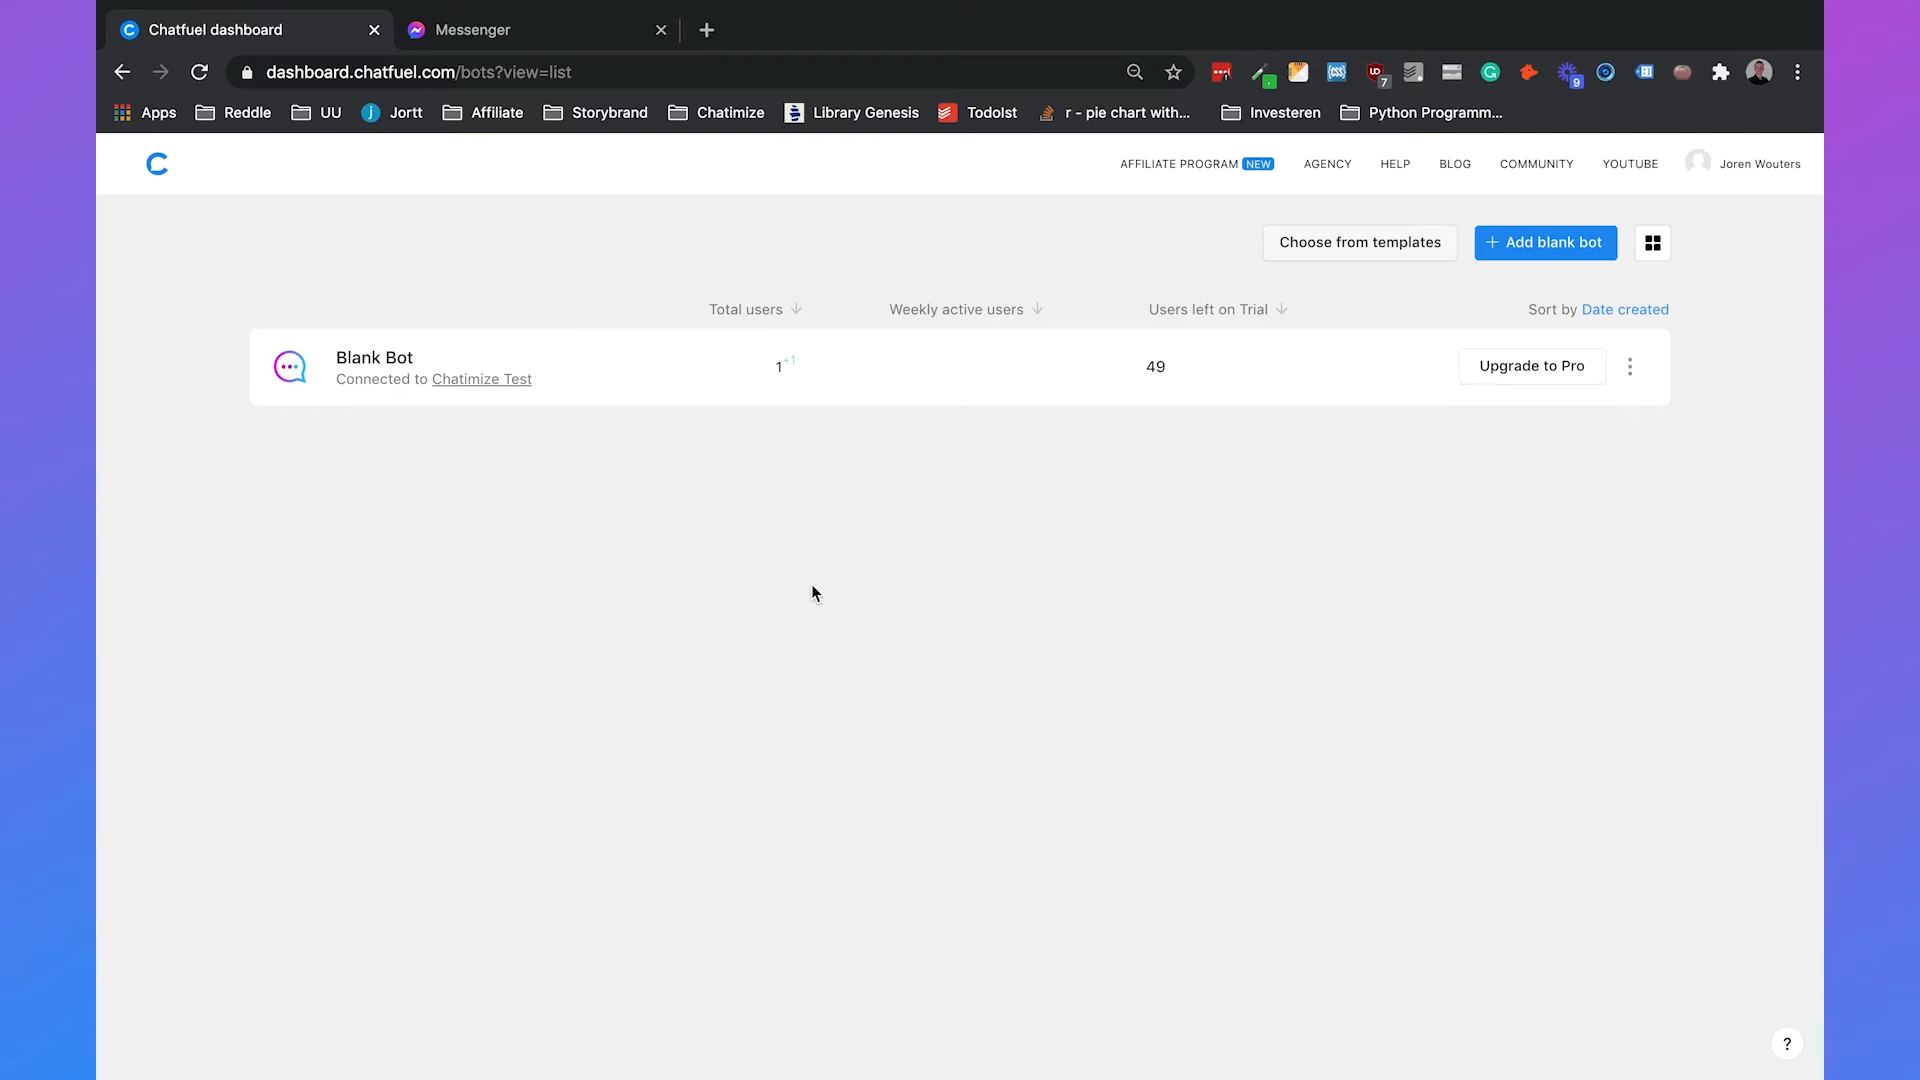 Chatfuel dashboard
Messenger
dashboard.chatfuel.com/bots?view=list
7
9
Apps
Reddle
UU
Jortt
Affiliate
Storybrand
Chatimize
Library Genesis
TodoIst
r - pie chart with...
Investeren
Python Programm...
AFFILIATE PROGRAM NEW
AGENCY
HELP
BLOG
COMMUNITY
YOUTUBE
Joren Wouters
Choose from templates
+ Add blank bot
Total users
Weekly active users
Users left on Trial
Sort by Date created
Blank Bot
Connected to Chatimize Test
1 +1
49
Upgrade to Pro
?